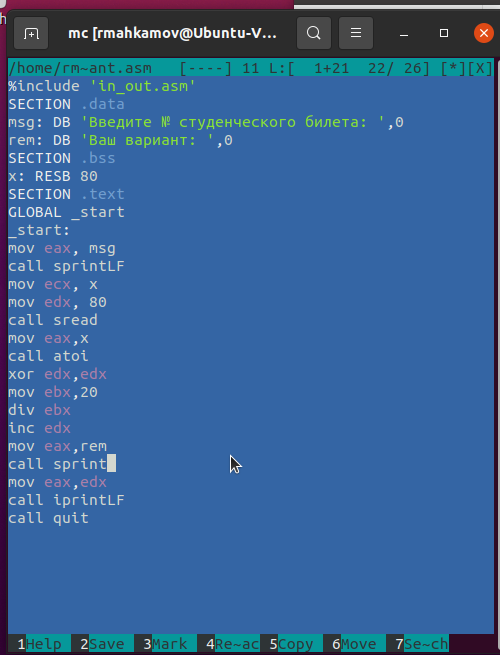 mc [rmahkamov@Ubuntu-V...
/home/rm~ant.asm [----] 11 L:[ 1+21 22/ 26] [*][X]
%include 'in_out.asm'
SECTION .data
msg: DB 'Введите № студенческого билета: ',0
rem: DB 'Ваш вариант: ',0
SECTION .bss
x: RESB 80
SECTION .text
GLOBAL _start
_start:
mov eax, msg
call sprintLF
mov ecx, x
mov edx, 80
call sread
mov eax,x
call atoi
xor edx,edx
mov ebx,20
div ebx
inc edx
mov eax,rem
call sprint
mov eax,edx
call iprintLF
call quit
1Help 2Save 3Mark 4Re~ac 5Copy 6Move 7Se~ch